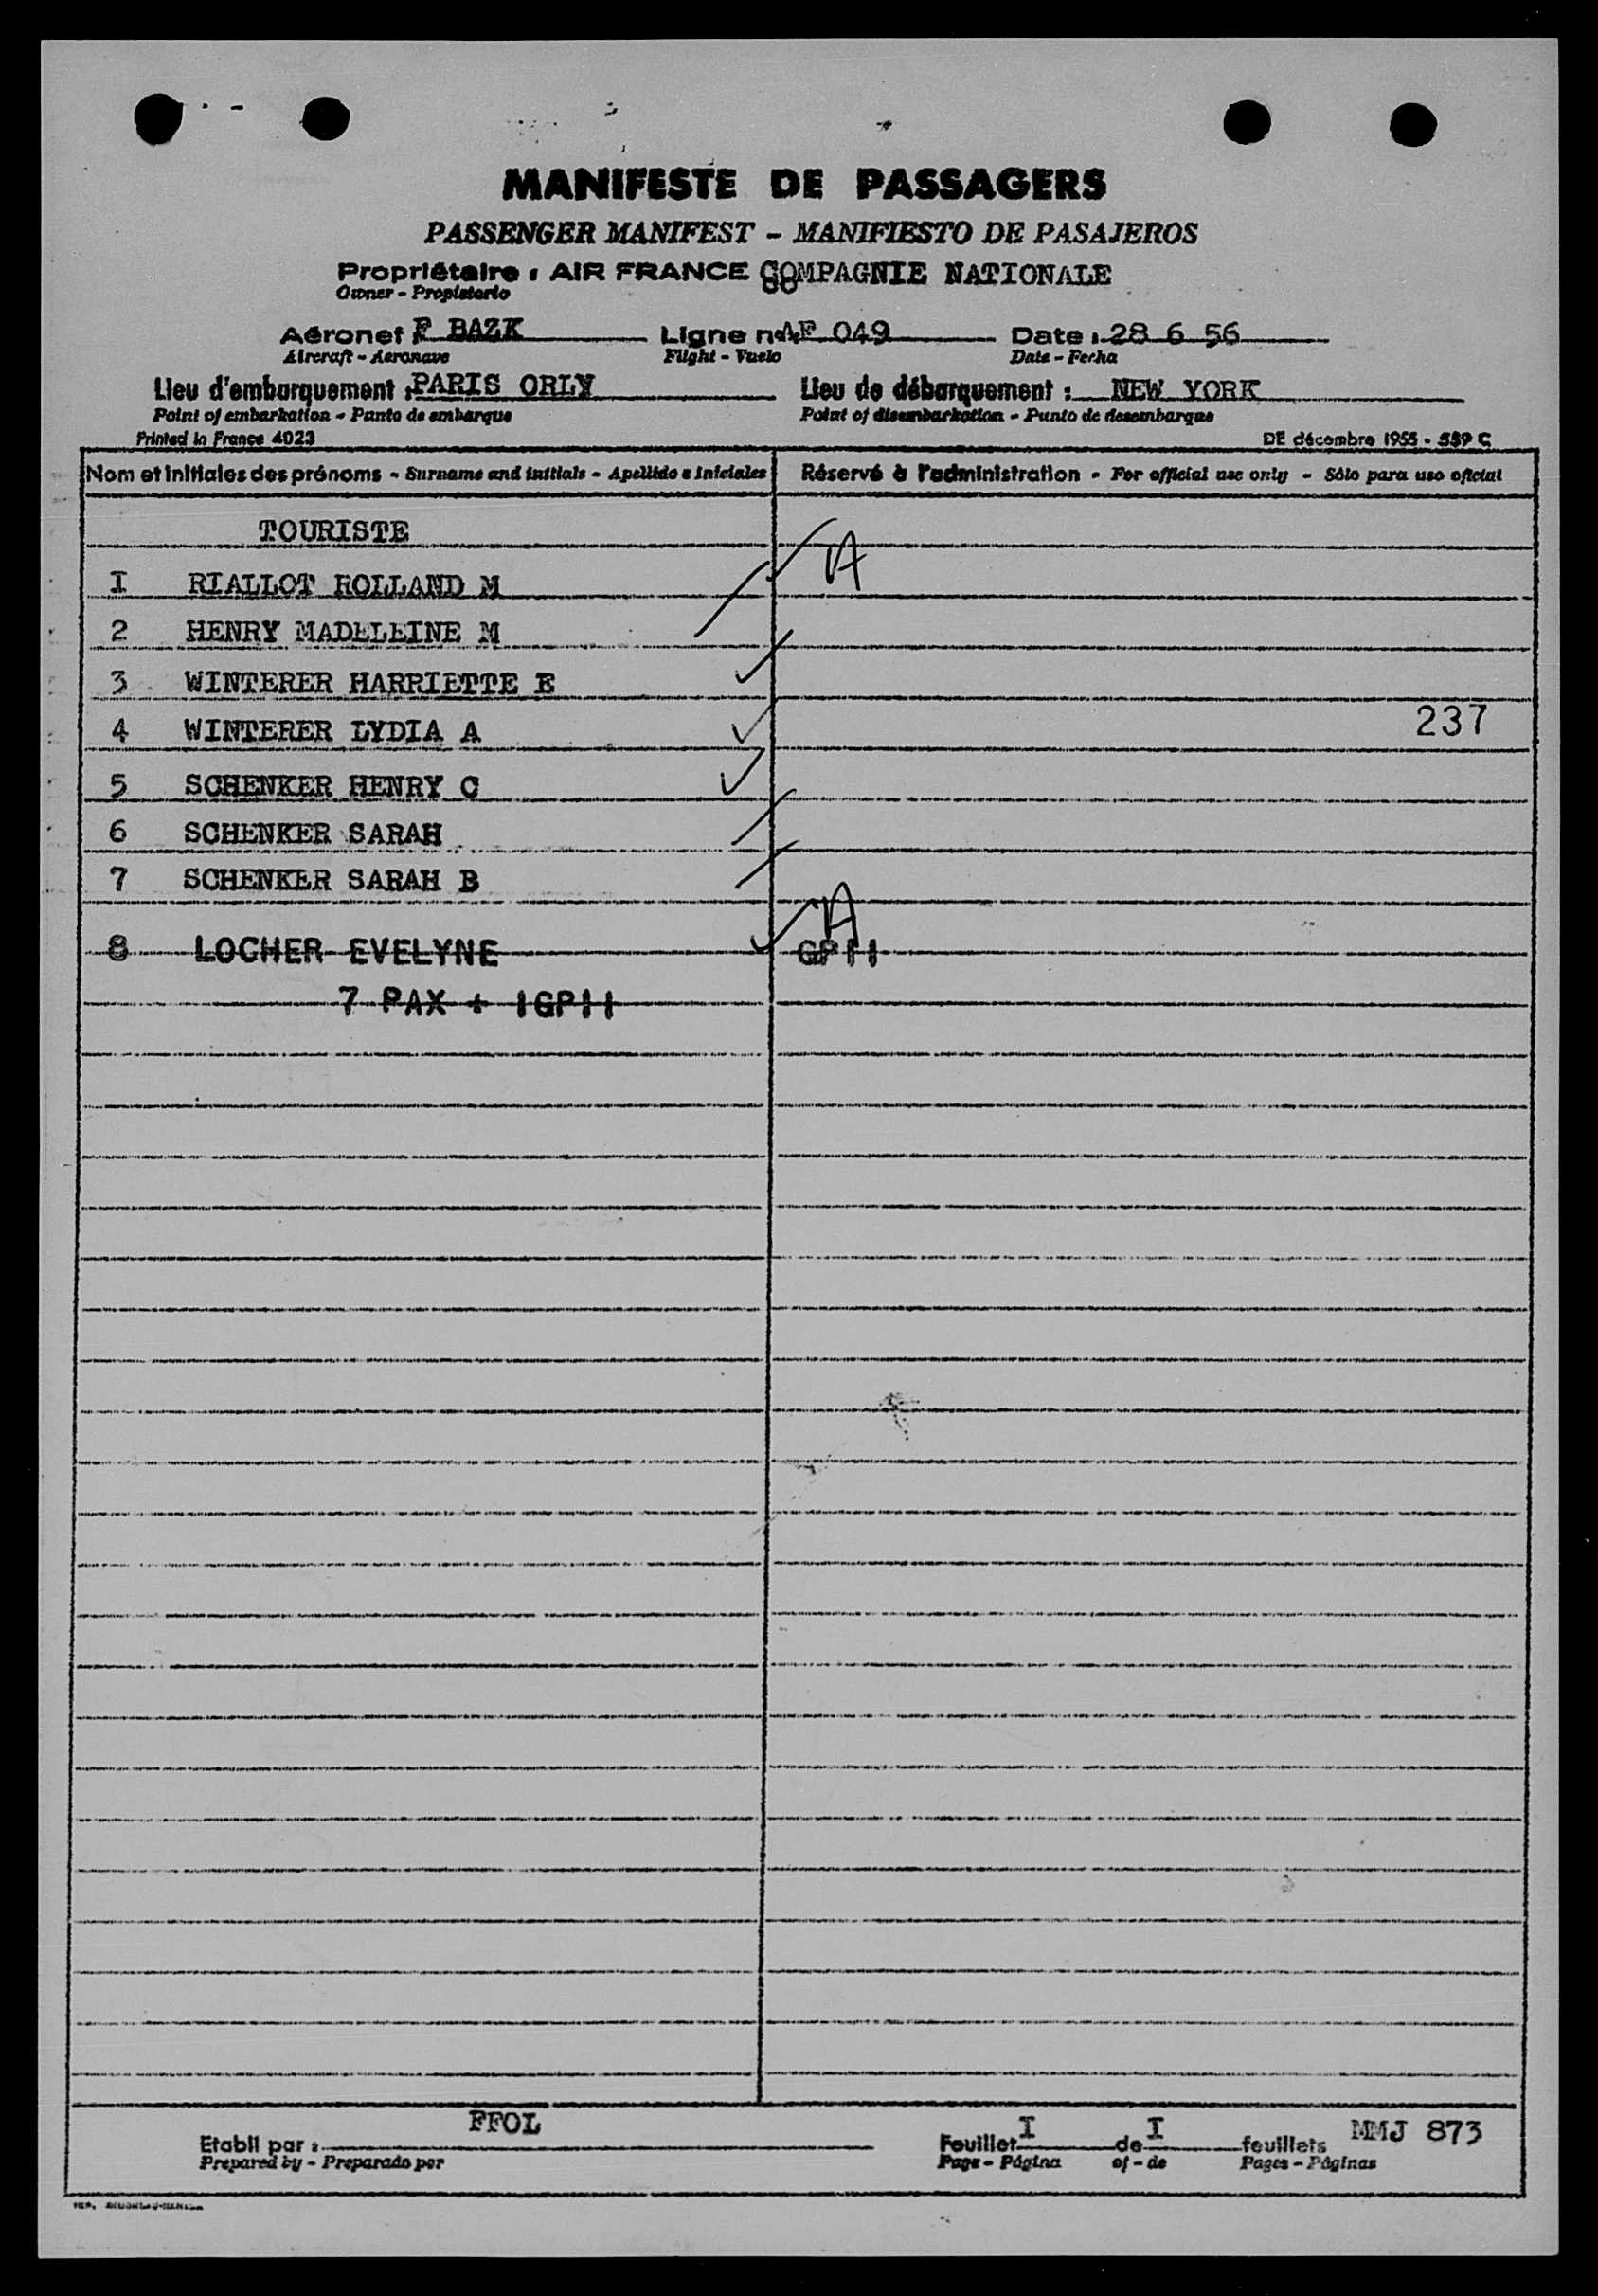 MANIFESTE DE PASSAGERS
PASSENGER MANIFEST - MANIFIESTO DE PASAJEROS
Propriétaire : AIR FRANCE COMPAGNIE NATIONALE
Owner - Propietario
Aéronef F BAZK Ligne n° AF 049 Date : 28 6 56
Aircraft - Aeronave Flight - Vuelo Date - Fecha
Lieu d'embarquement : PARIS ORLY Lieu de débarquement : NEW YORK
Point of embarkation - Punto de embarque Point of disembarkation - Punto de desembarque
Printed in France 4023 DE décembre 1955 - 589 C
Nom et initiales des prénoms - Surname and initials - Apellido e iniciales Réservé à l'administration - For official use only - Sólo para uso oficial
TOURISTE
I RIALLOT ROLLAND M A
2 HENRY MADELEINE M
3 WINTERER HARRIETTE E
4 WINTERER LYDIA A 237
5 SCHENKER HENRY C
6 SCHENKER SARAH
7 SCHENKER SARAH B
8 LOCHER EVELYNE A GPII
7 PAX + IGPII
Etabli par : FFOL Feuillet I de I feuillets MMJ 873
Prepared by - Preparado por Page - Página of - de Pages - Páginas